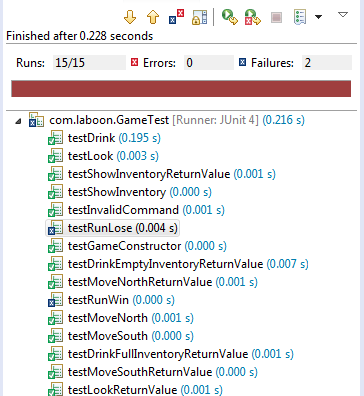 Finished after 0.228 seconds
Runs: 15/15 Errors: 0 Failures: 2
com.laboon.GameTest [Runner: JUnit 4] (0.216 s)
testDrink (0.195 s)
testLook (0.003 s)
testShowInventoryReturnValue (0.001 s)
testShowInventory (0.000 s)
testInvalidCommand (0.001 s)
testRunLose (0.004 s)
testGameConstructor (0.000 s)
testDrinkEmptyInventoryReturnValue (0.007 s)
testMoveNorthReturnValue (0.001 s)
testRunWin (0.000 s)
testMoveNorth (0.001 s)
testMoveSouth (0.000 s)
testDrinkFullInventoryReturnValue (0.001 s)
testMoveSouthReturnValue (0.000 s)
testLookReturnValue (0.001 s)